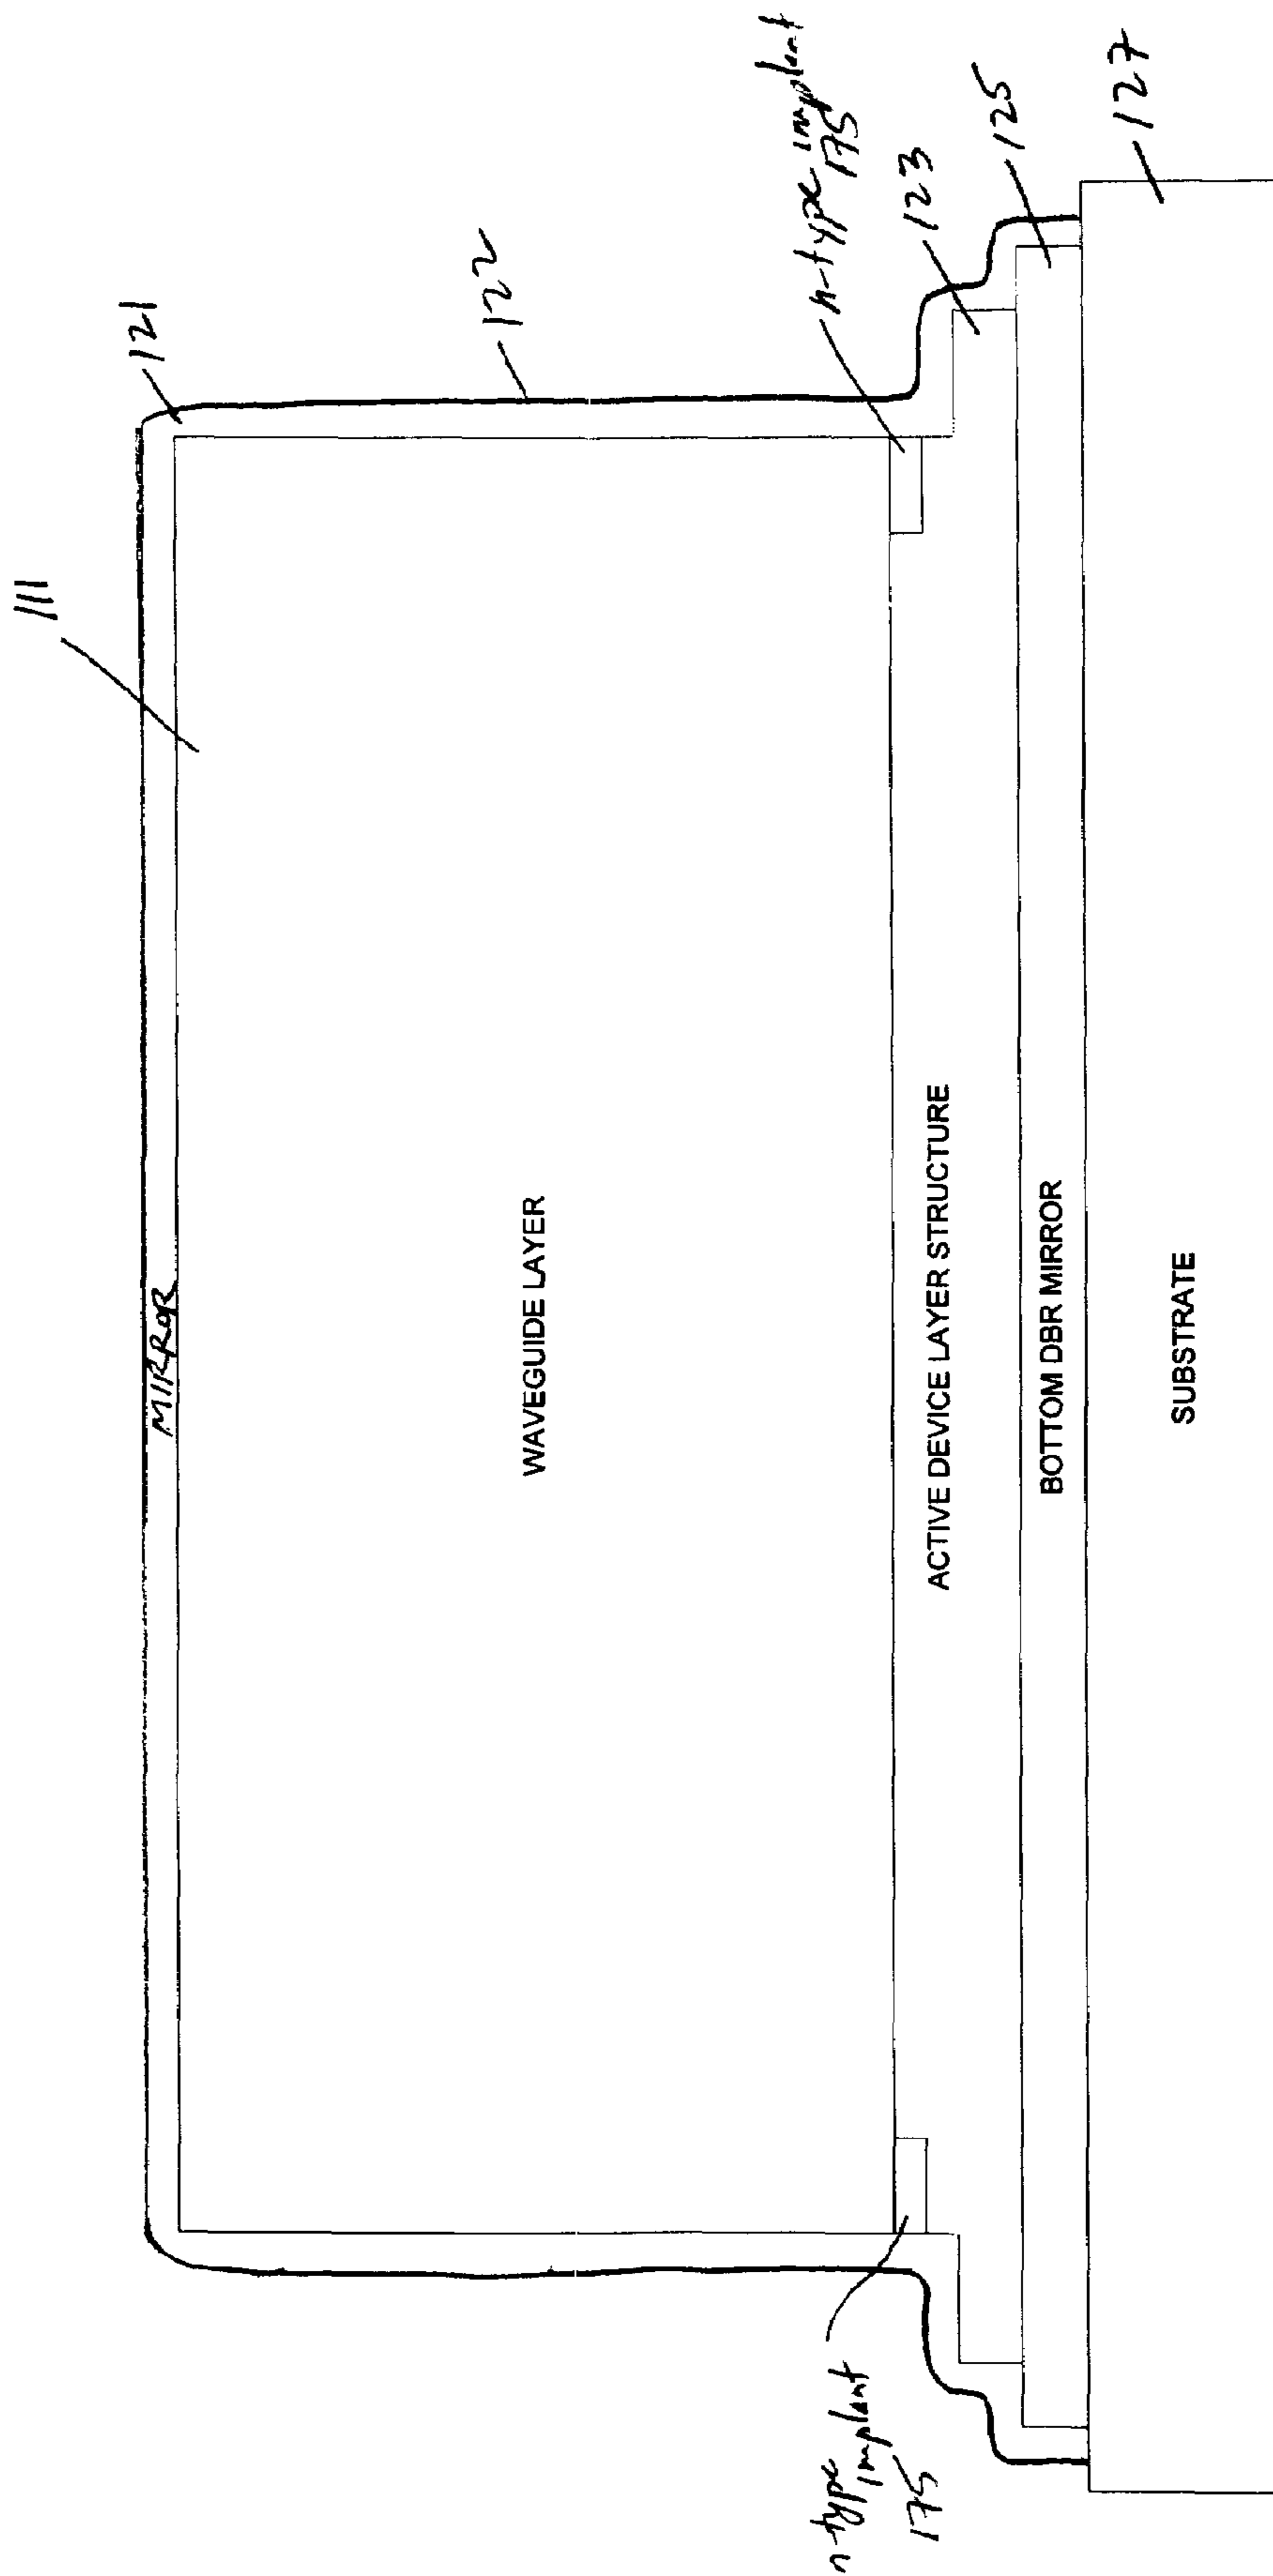 111
121
MIRROR
122
WAVEGUIDE LAYER
n-type implant
175
n-type
implant
175
123
ACTIVE DEVICE LAYER STRUCTURE
125
BOTTOM DBR MIRROR
127
SUBSTRATE